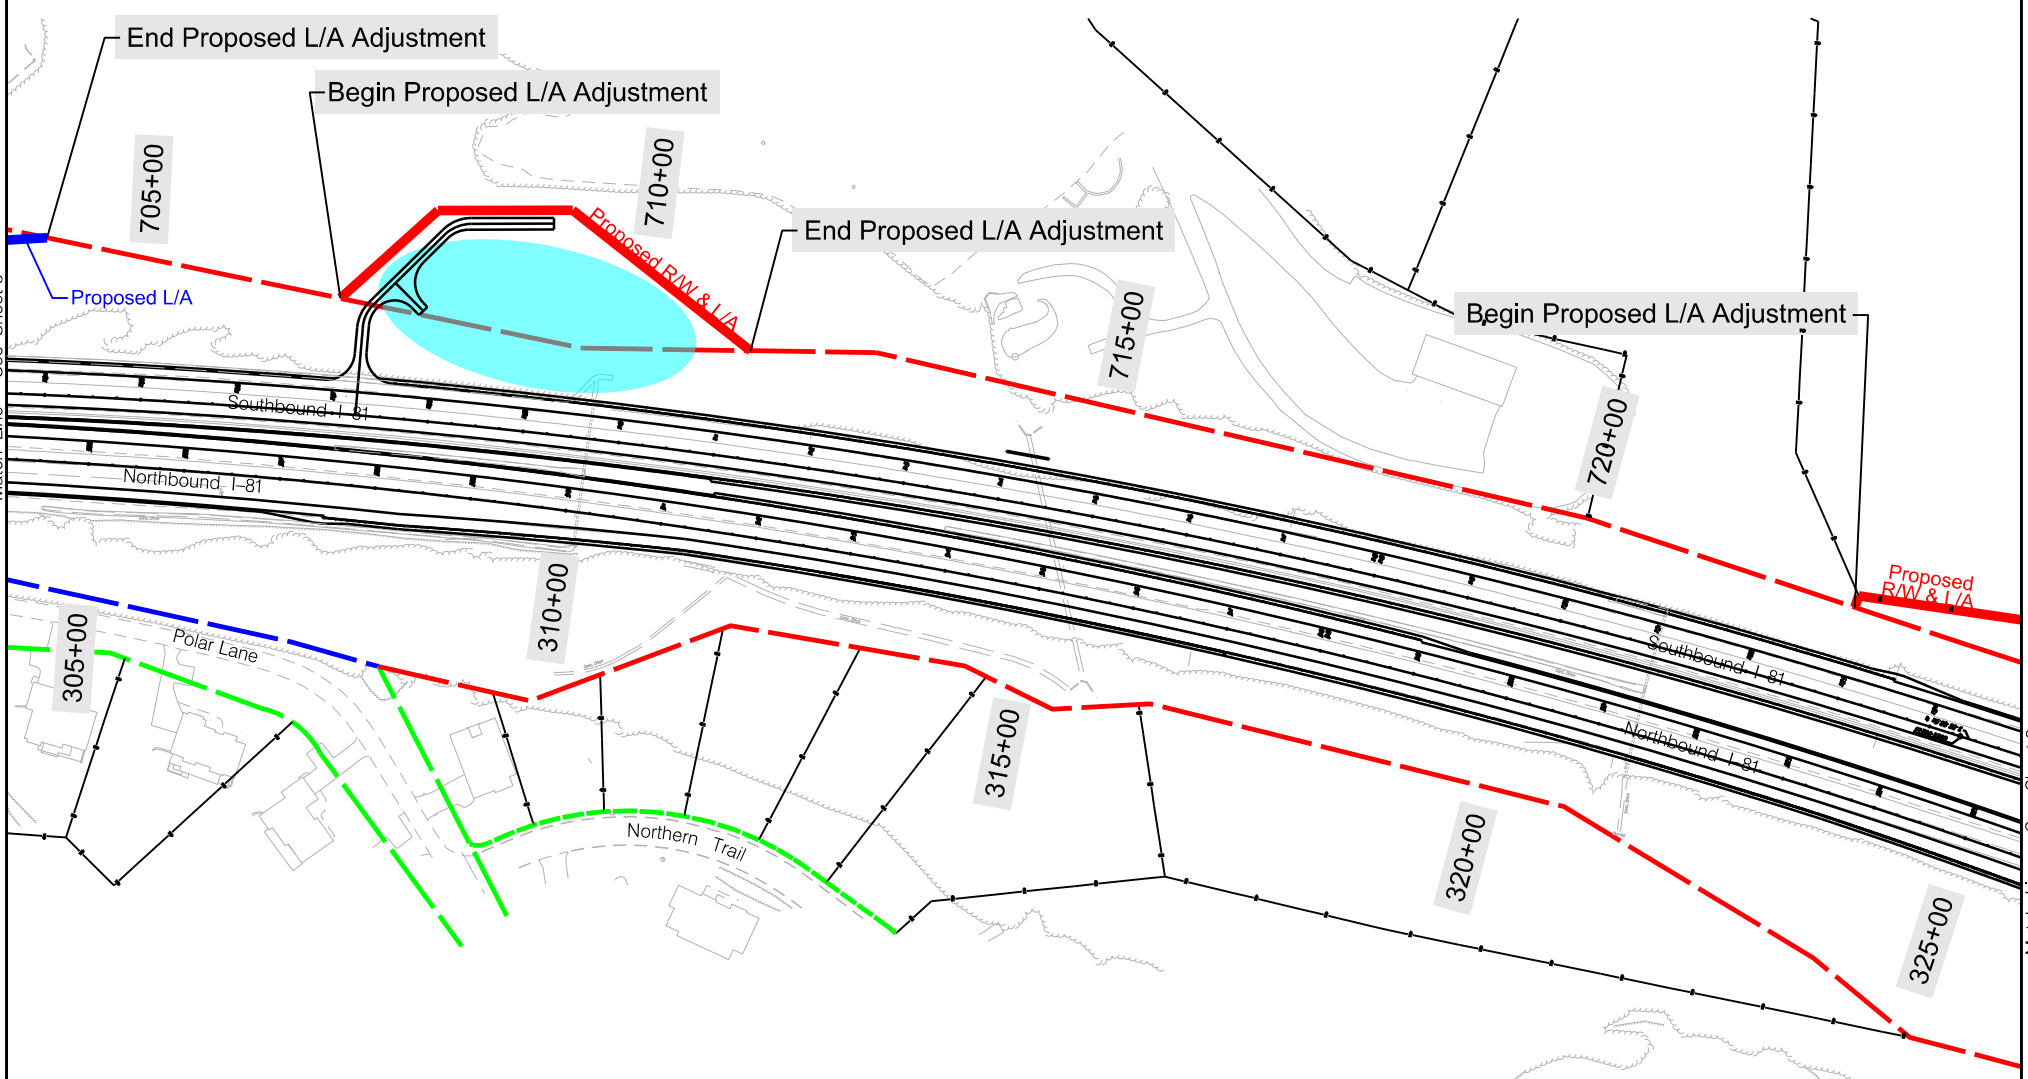 End Proposed L/A Adjustment
Begin Proposed L/A Adjustment
705+00
710+00
Proposed R/W & L/A
End Proposed L/A Adjustment
Proposed L/A
715+00
Begin Proposed L/A Adjustment
720+00
Southbound I-81
Northbound I-81
Proposed
R/W & L/A
310+00
305+00
Polar Lane
Southbound I-81
Northbound I-81
315+00
Northern Trail
320+00
325+00